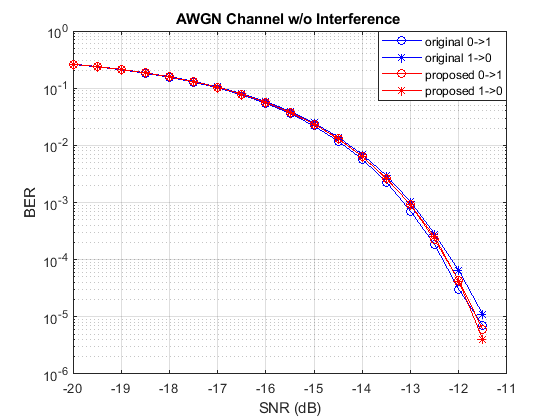 AWGN Channel w/o Interference
original 0->1
original 1->0
proposed 0->1
proposed 1->0
10^0
10^-1
10^-2
10^-3
10^-4
10^-5
10^-6
BER
-20 -19 -18 -17 -16 -15 -14 -13 -12 -11
SNR (dB)